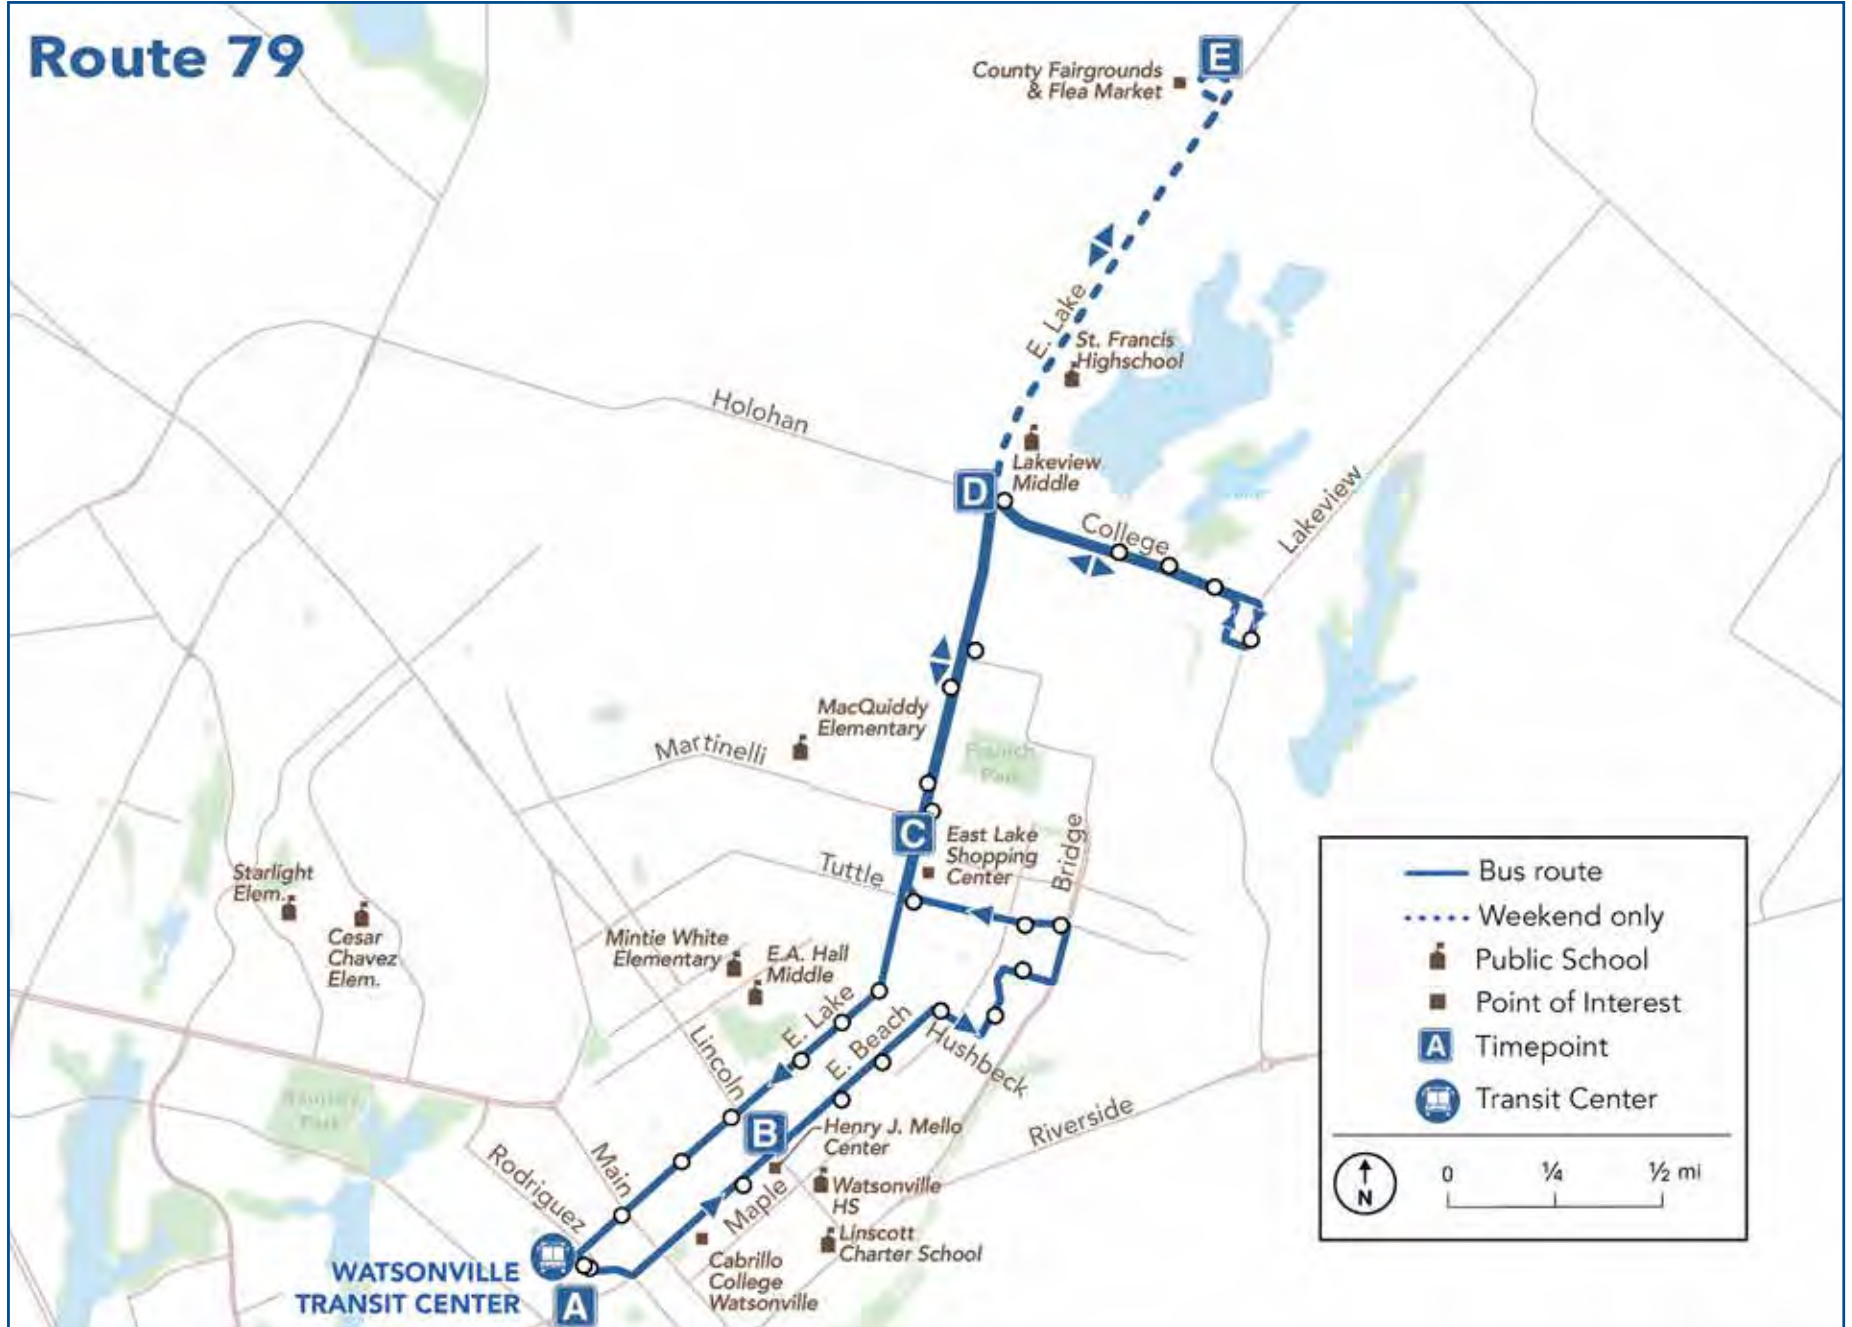 Route 79
E
County Fairgrounds
& Flea Market
E. Lake
St. Francis
Highschool
Holohan
Lakeview
Middle
D
College
Lakeview
MacQuiddy
Elementary
Martinelli
Park
C
East Lake
Shopping
Center
Bridge
Tuttle
Starlight
Elem.
Cesar
Chavez
Elem.
Mintie White
Elementary
E.A. Hall
Middle
E. Lake
E. Beach
Hushbeck
Lincoln
B
Henry J. Mello
Center
Riverside
Park
Main
Rodriguez
Maple
Watsonville
HS
Linscott
Charter School
Cabrillo
College
Watsonville
WATSONVILLE
TRANSIT CENTER
A
Bus route
Weekend only
Public School
Point of Interest
A Timepoint
Transit Center
N
0 ¼ ½ mi